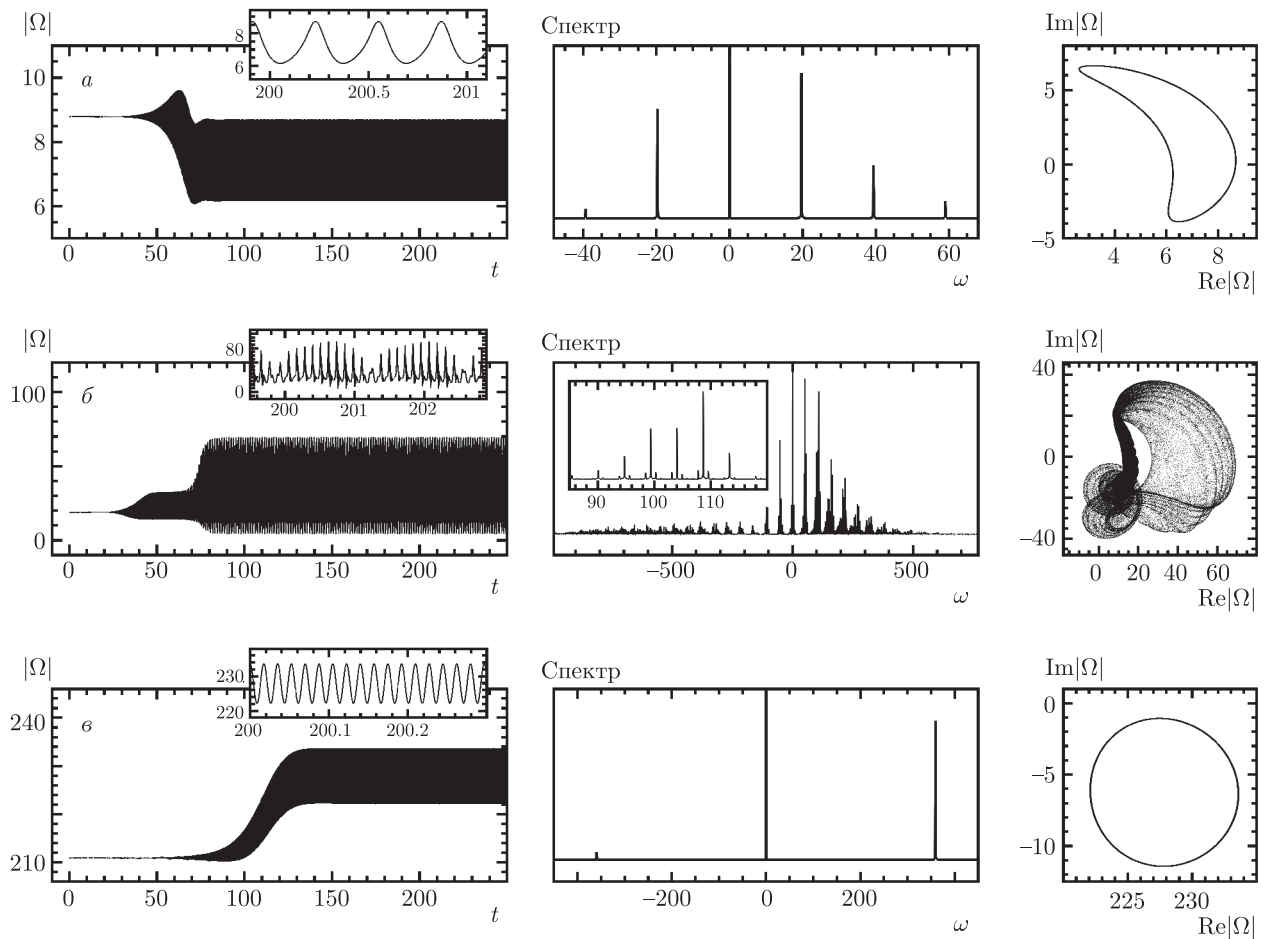 |Ω|
8
6
200 200.5 201
10
8
6
а
0 50 100 150 200
t
Спектр
−40 −20 0 20 40 60
ω
Im|Ω|
5
0
−5
4 6 8
Re|Ω|
|Ω|
80
0
200 201 202
100
0
б
0 50 100 150 200
t
Спектр
90 100 110
−500 0 500
ω
Im|Ω|
40
0
−40
0 20 40 60
Re|Ω|
|Ω|
230
220
200 200.1 200.2
240
210
в
0 50 100 150 200
t
Спектр
−200 0 200
ω
Im|Ω|
0
−5
−10
225 230
Re|Ω|